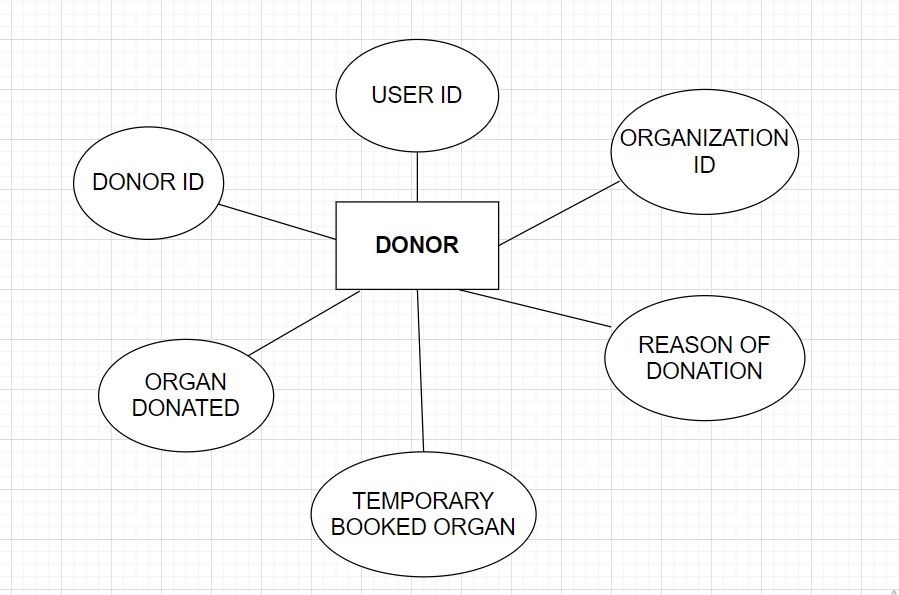 USER ID
ORGANIZATION
ID
DONOR ID
DONOR
REASON OF
DONATION
ORGAN
DONATED
TEMPORARY
BOOKED ORGAN